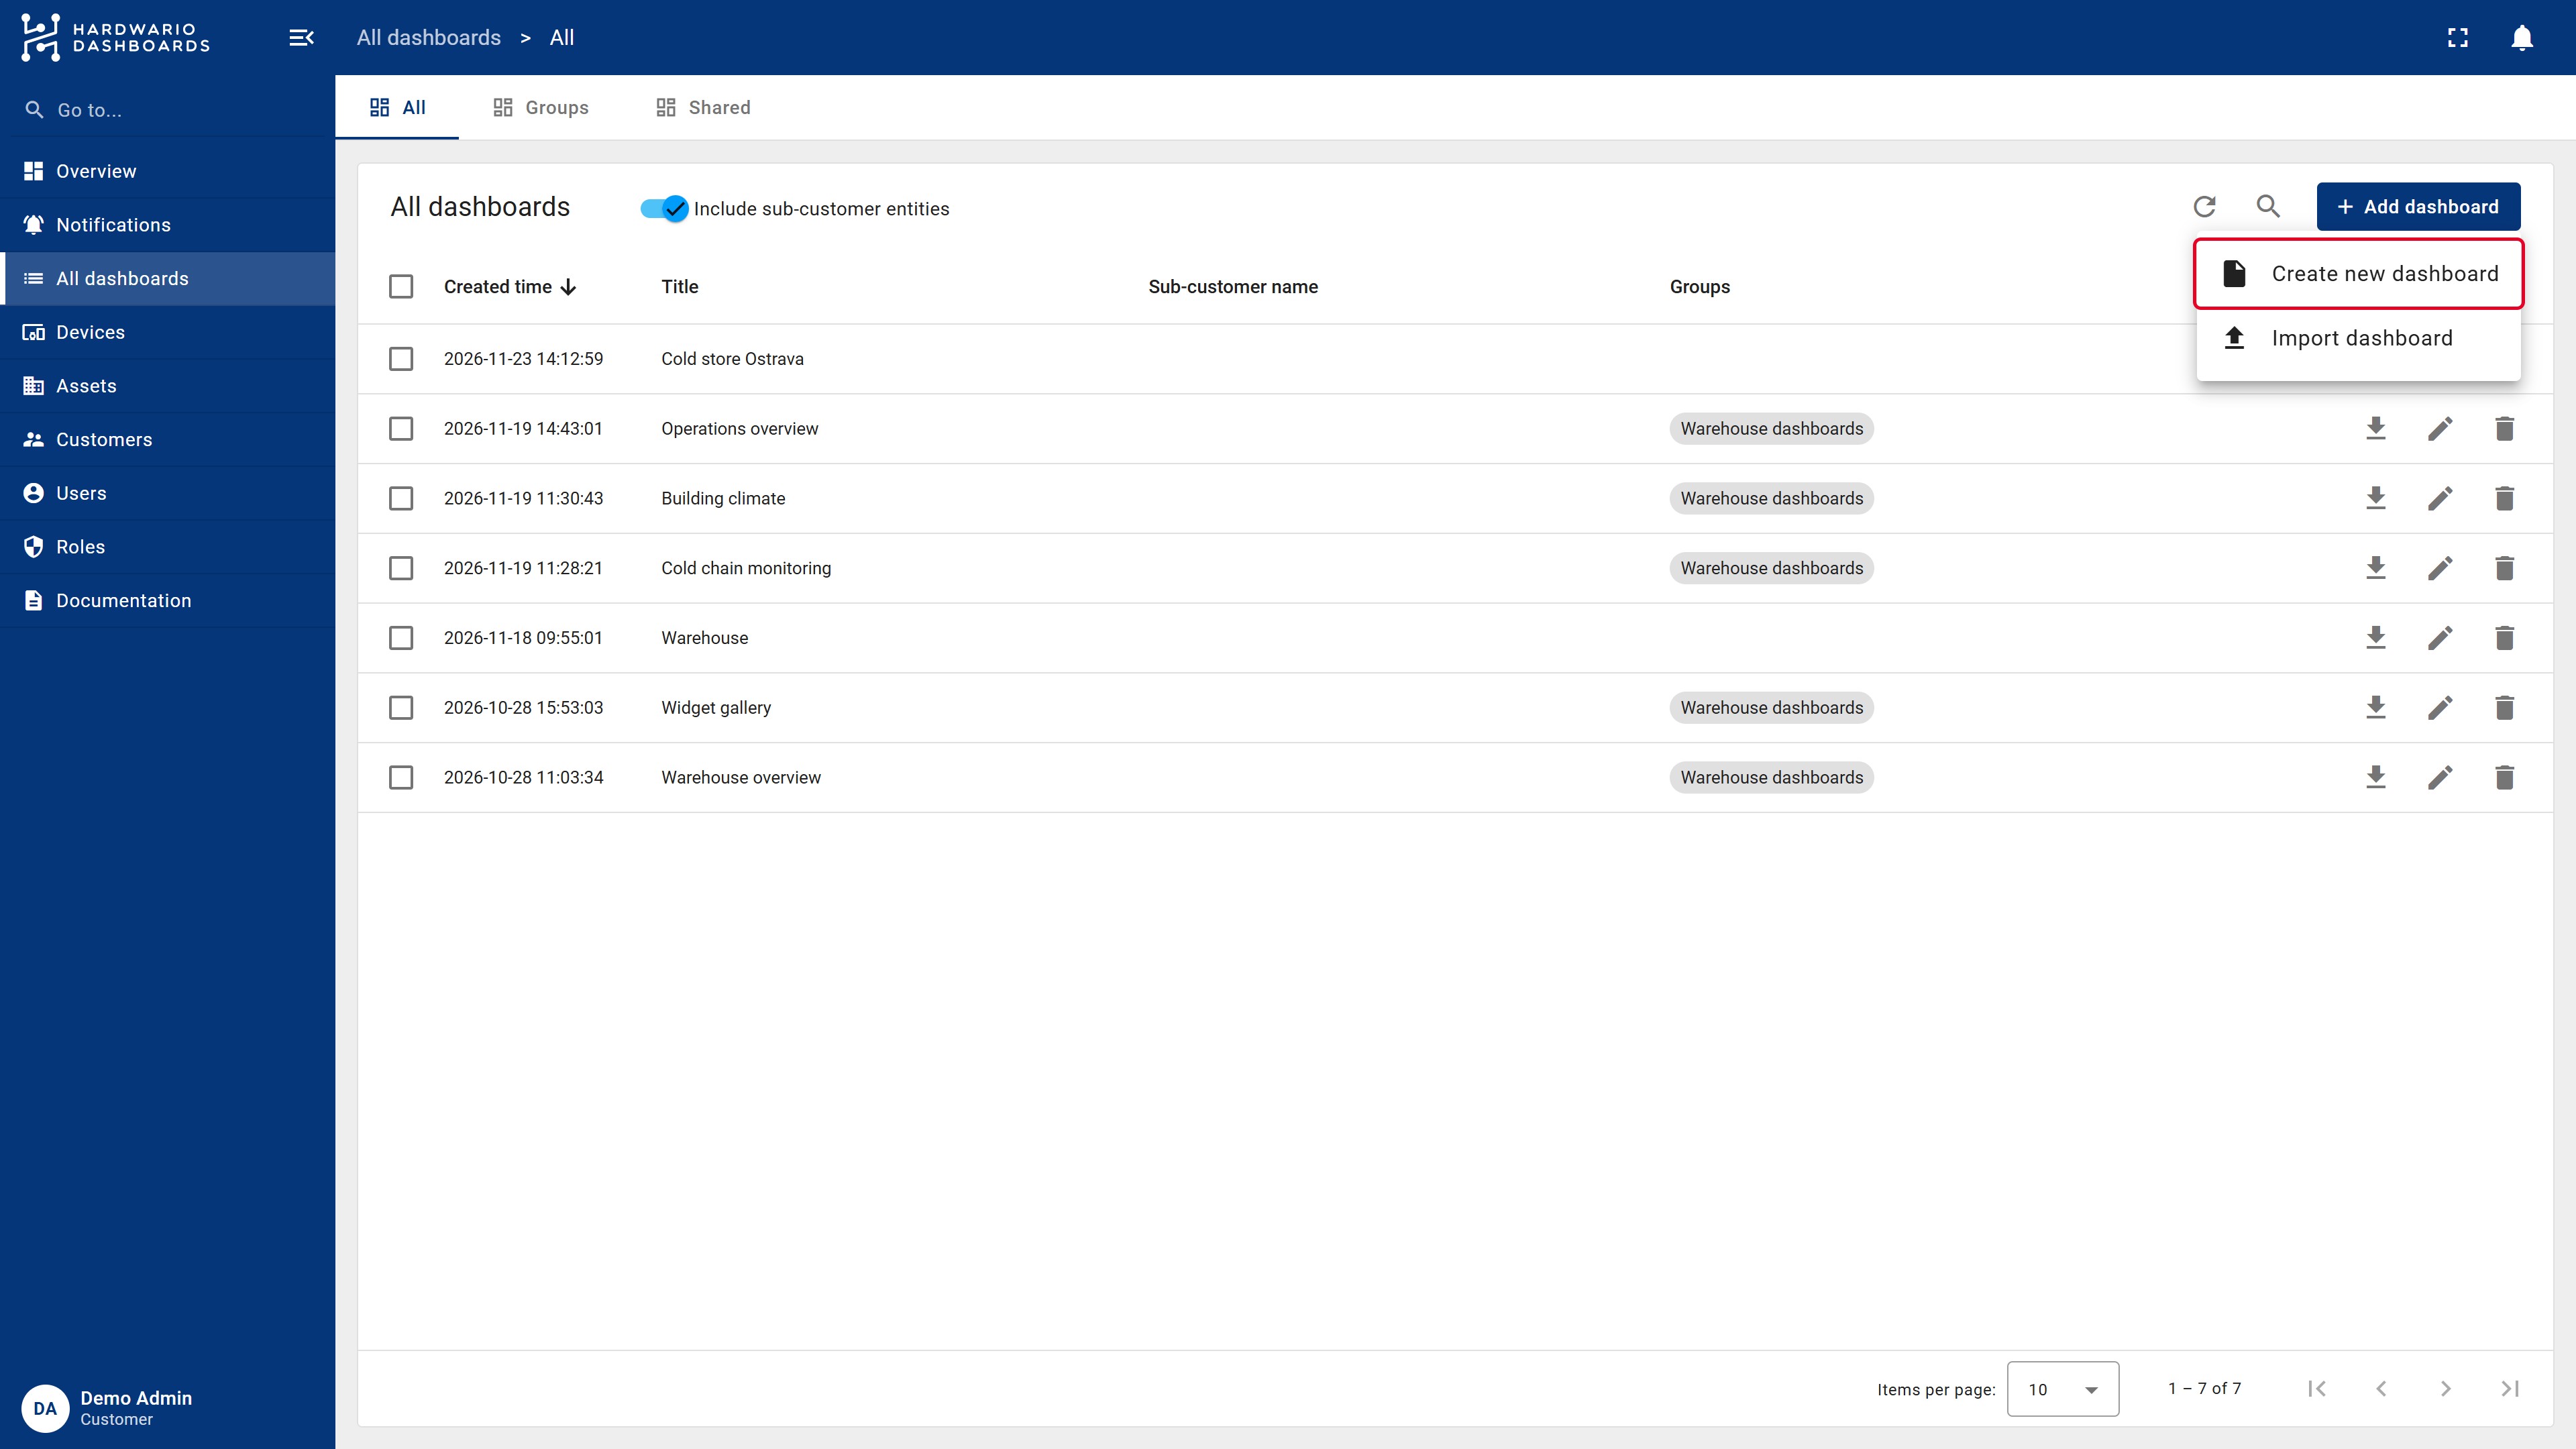 HARDWARIO
DASHBOARDS
All dashboards > All
Go to...
Overview
Notifications
All dashboards
Devices
Assets
Customers
Users
Roles
Documentation
DA
Demo Admin
Customer
All
Groups
Shared
All dashboards
Include sub-customer entities
+ Add dashboard
Create new dashboard
Import dashboard
Created time
Title
Sub-customer name
Groups
2026-11-23 14:12:59 Cold store Ostrava
2026-11-19 14:43:01 Operations overview Warehouse dashboards
2026-11-19 11:30:43 Building climate Warehouse dashboards
2026-11-19 11:28:21 Cold chain monitoring Warehouse dashboards
2026-11-18 09:55:01 Warehouse
2026-10-28 15:53:03 Widget gallery Warehouse dashboards
2026-10-28 11:03:34 Warehouse overview Warehouse dashboards
Items per page: 10 1 – 7 of 7